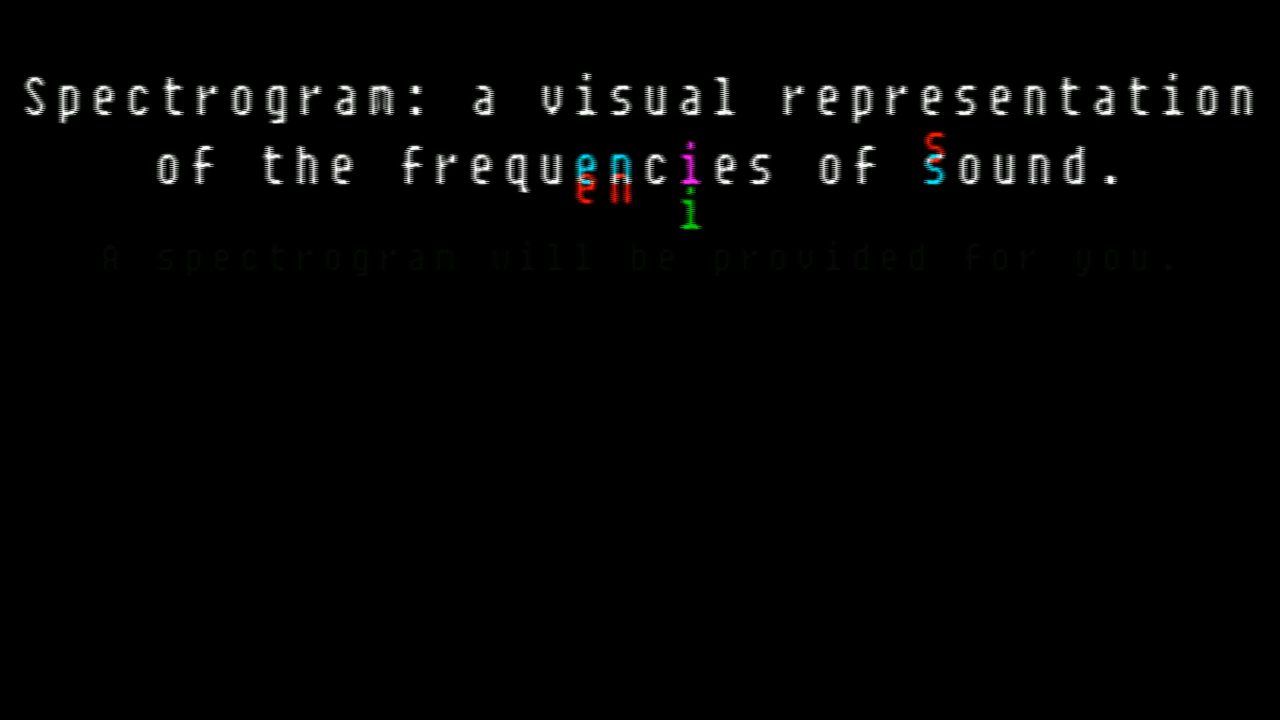 Spectrogram: a visual representation
of the frequencies of sound.
A spectrogram will be provided for you.